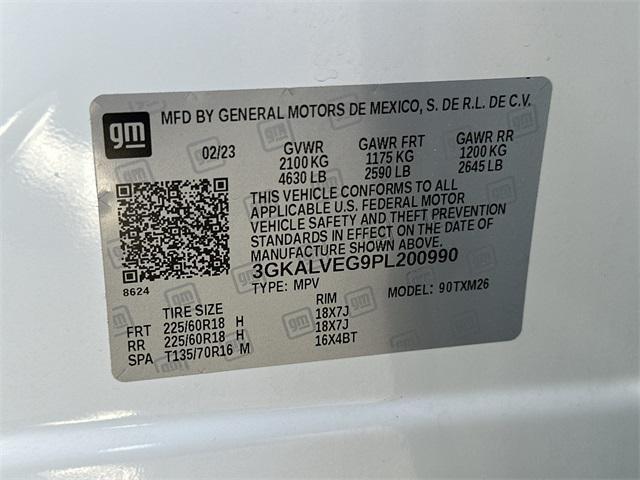 gm MFD BY GENERAL MOTORS DE MEXICO, S. DE R.L. DE C.V.
02/23 GVWR GAWR FRT GAWR RR
2100 KG 1175 KG 1200 KG
4630 LB 2590 LB 2645 LB
THIS VEHICLE CONFORMS TO ALL
APPLICABLE U.S. FEDERAL MOTOR
VEHICLE SAFETY AND THEFT PREVENTION
STANDARDS IN EFFECT ON THE DATE OF
MANUFACTURE SHOWN ABOVE.
3GKALVEG9PL200990
8624 TYPE: MPV MODEL: 90TXM26
TIRE SIZE RIM
FRT 225/60R18 H 18X7J
RR 225/60R18 H 18X7J
SPA T135/70R16 M 16X4BT